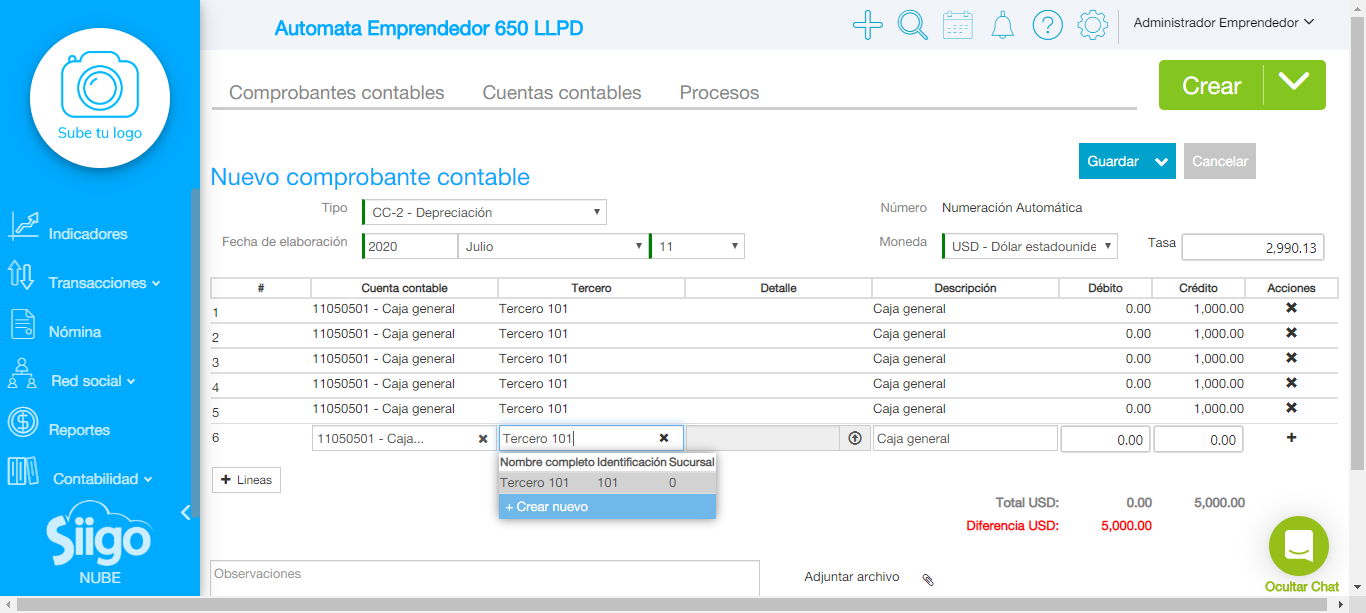 Automata Emprendedor 650 LLPD
Administrador Emprendedor
Sube tu logo
Comprobantes contables Cuentas contables Procesos
Crear
Guardar Cancelar
Nuevo comprobante contable
Tipo CC-2 - Depreciación Número Numeración Automática
Fecha de elaboración 2020 Julio 11 Moneda USD - Dólar estadounide Tasa 2,990.13
Indicadores
Transacciones
Nómina
Red social
Reportes
Contabilidad
Siigo
NUBE
# Cuenta contable Tercero Detalle Descripción Débito Crédito Acciones
1 11050501 - Caja general Tercero 101 Caja general 0.00 1,000.00
2 11050501 - Caja general Tercero 101 Caja general 0.00 1,000.00
3 11050501 - Caja general Tercero 101 Caja general 0.00 1,000.00
4 11050501 - Caja general Tercero 101 Caja general 0.00 1,000.00
5 11050501 - Caja general Tercero 101 Caja general 0.00 1,000.00
6 11050501 - Caja... Tercero 101 Caja general 0.00 0.00
Nombre completo Identificación Sucursal
Tercero 101 101 0
+ Crear nuevo
+ Lineas
Total USD: 0.00 5,000.00
Diferencia USD: 5,000.00
Observaciones
Adjuntar archivo
Ocultar Chat